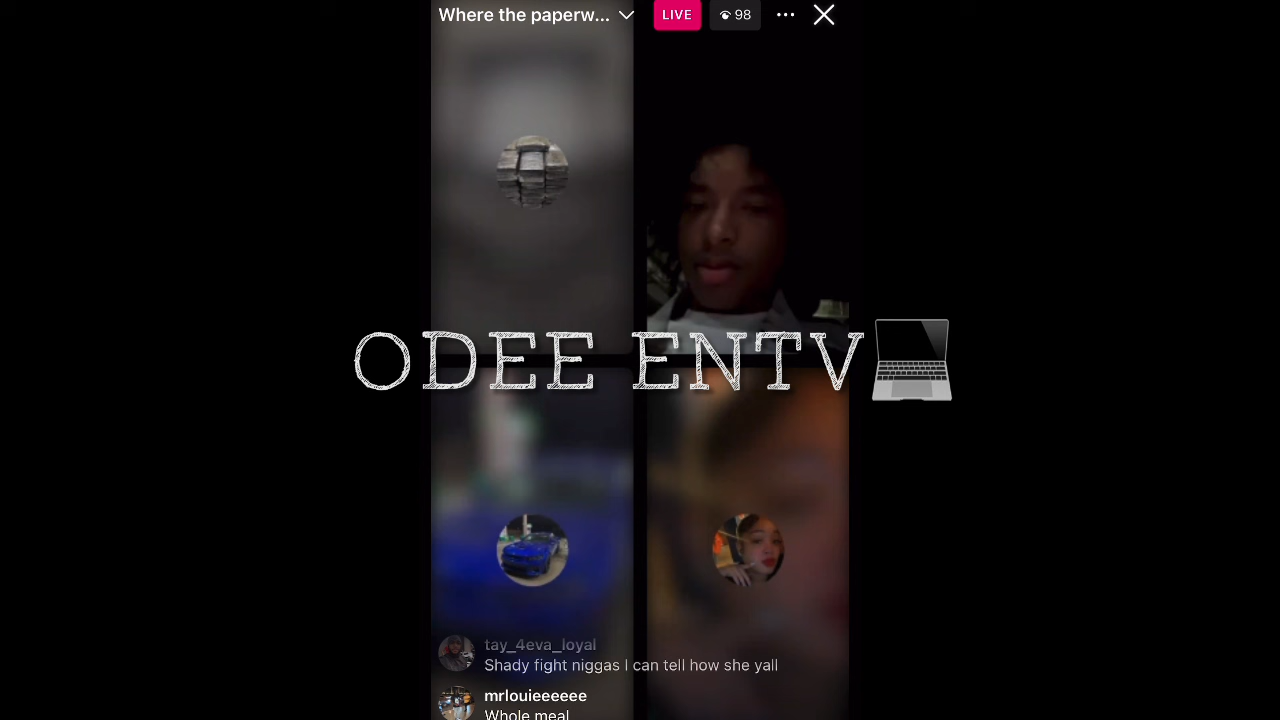 Where the paperw...
LIVE
98
ODEE ENTV
tay_4eva_loyal
Shady fight niggas I can tell how she yall
mrlouieeeeee
Whole meal